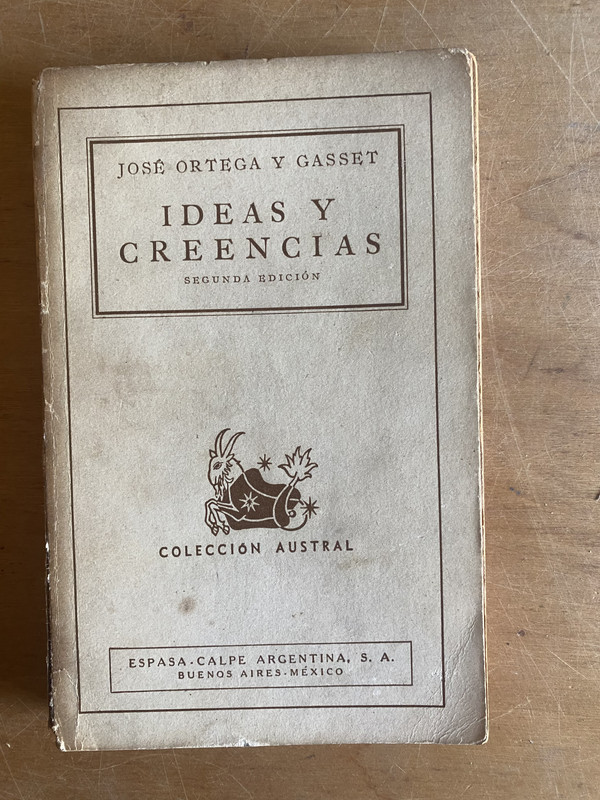 JOSÉ ORTEGA Y GASSET
IDEAS Y
CREENCIAS
SEGUNDA EDICIÓN
COLECCIÓN AUSTRAL
ESPASA-CALPE ARGENTINA, S. A.
BUENOS AIRES-MÉXICO